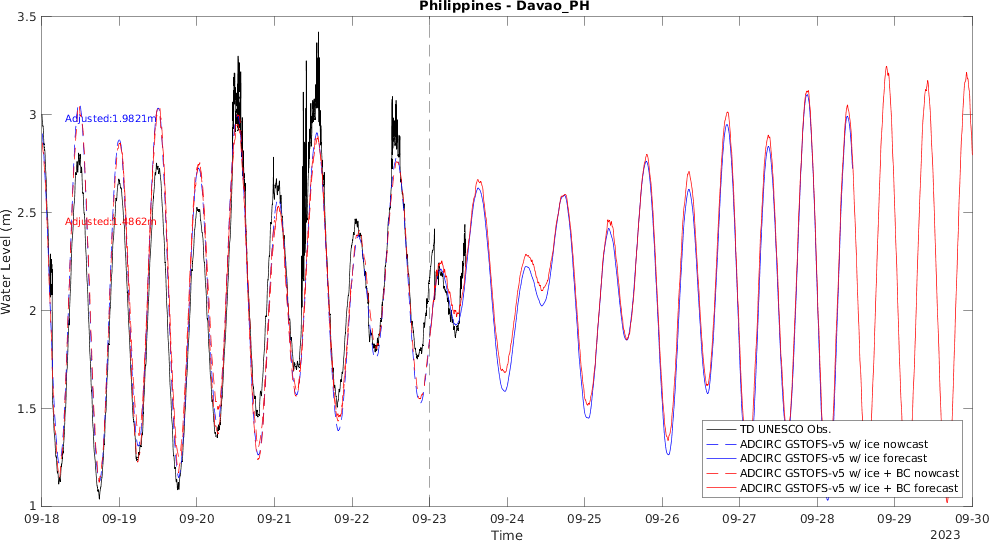 Philippines - Davao_PH
3.5
3
2.5
2
1.5
1
Water Level (m)
Adjusted:1.9821m
Adjusted:1.4862m
TD UNESCO Obs.
ADCIRC GSTOFS-v5 w/ ice nowcast
ADCIRC GSTOFS-v5 w/ ice forecast
ADCIRC GSTOFS-v5 w/ ice + BC nowcast
ADCIRC GSTOFS-v5 w/ ice + BC forecast
09-18 09-19 09-20 09-21 09-22 09-23 09-24 09-25 09-26 09-27 09-28 09-29 09-30
Time
2023